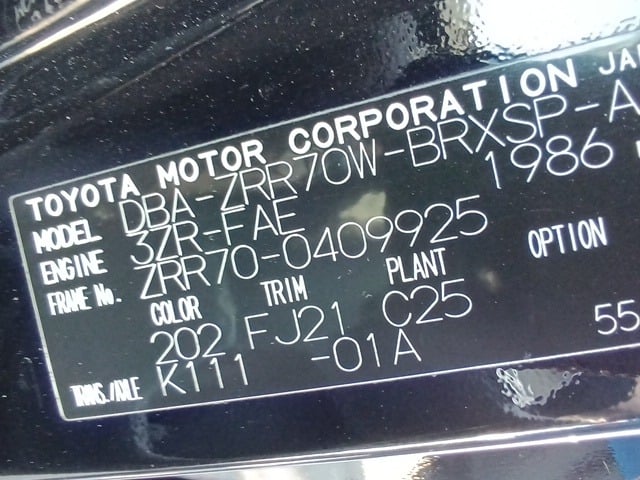 TOYOTA MOTOR CORPORATION JA
MODEL DBA-ZRR70W-BRXSP-A
ENGINE 3ZR-FAE 1986
FRAME No. ZRR70-0409925
COLOR TRIM PLANT OPTION
202 FJ21 C25
TRANS./AXLE K111 -01A 55